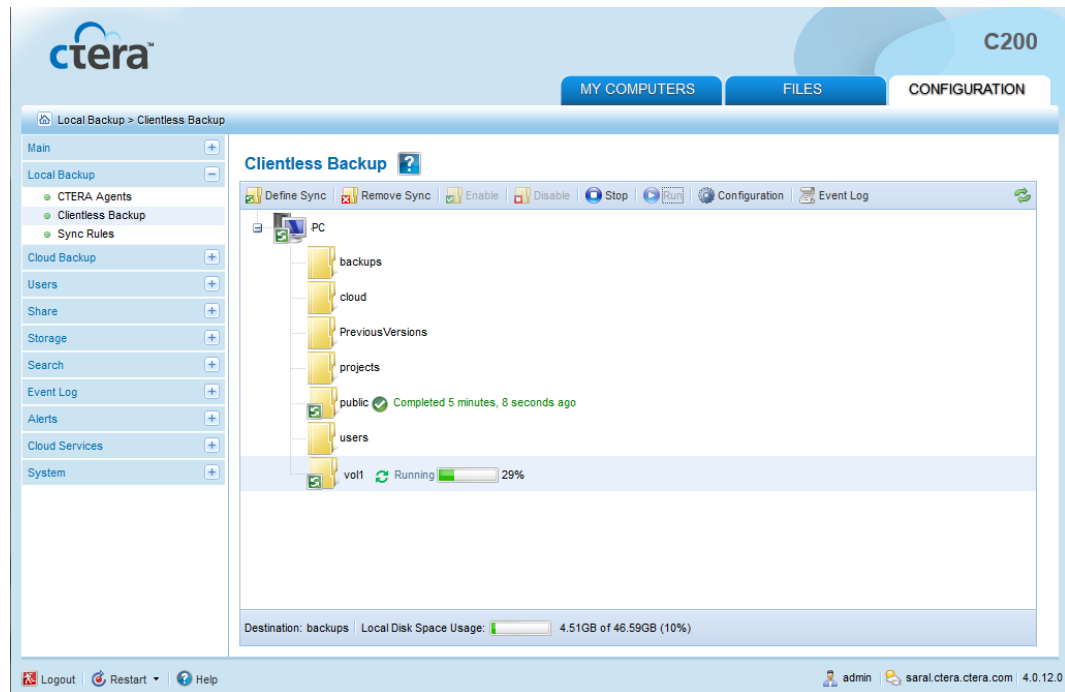 ctera™
C200
MY COMPUTERS FILES CONFIGURATION
Local Backup > Clientless Backup
Main
Local Backup
CTERA Agents
Clientless Backup
Sync Rules
Cloud Backup
Users
Share
Storage
Search
Event Log
Alerts
Cloud Services
System
Clientless Backup ?
Define Sync Remove Sync Enable Disable Stop Run Configuration Event Log
PC
backups
cloud
PreviousVersions
projects
public Completed 5 minutes, 8 seconds ago
users
vol1 Running 29%
Destination: backups Local Disk Space Usage: 4.51GB of 46.59GB (10%)
Logout Restart Help admin saral.ctera.ctera.com 4.0.12.0